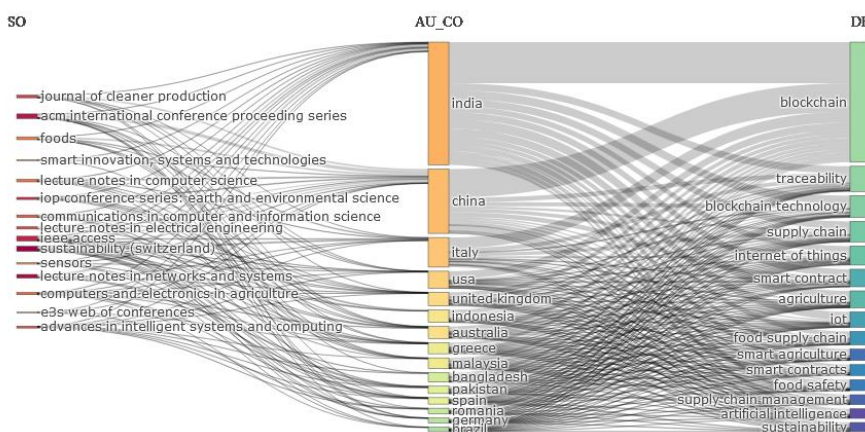 SO
AU_CO
DE
journal of cleaner production
acm international conference proceeding series
foods
smart innovation, systems and technologies
lecture notes in computer science
iop conference series: earth and environmental science
communications in computer and information science
lecture notes in electrical engineering
ieee access
sustainability (switzerland)
sensors
lecture notes in networks and systems
computers and electronics in agriculture
e3s web of conferences
advances in intelligent systems and computing
india
china
italy
usa
united kingdom
indonesia
australia
greece
malaysia
bangladesh
pakistan
spain
romania
germany
brazil
blockchain
traceability
blockchain technology
supply chain
internet of things
smart contract
agriculture
iot
food supply chain
smart agriculture
smart contracts
food safety
supply chain management
artificial intelligence
sustainability